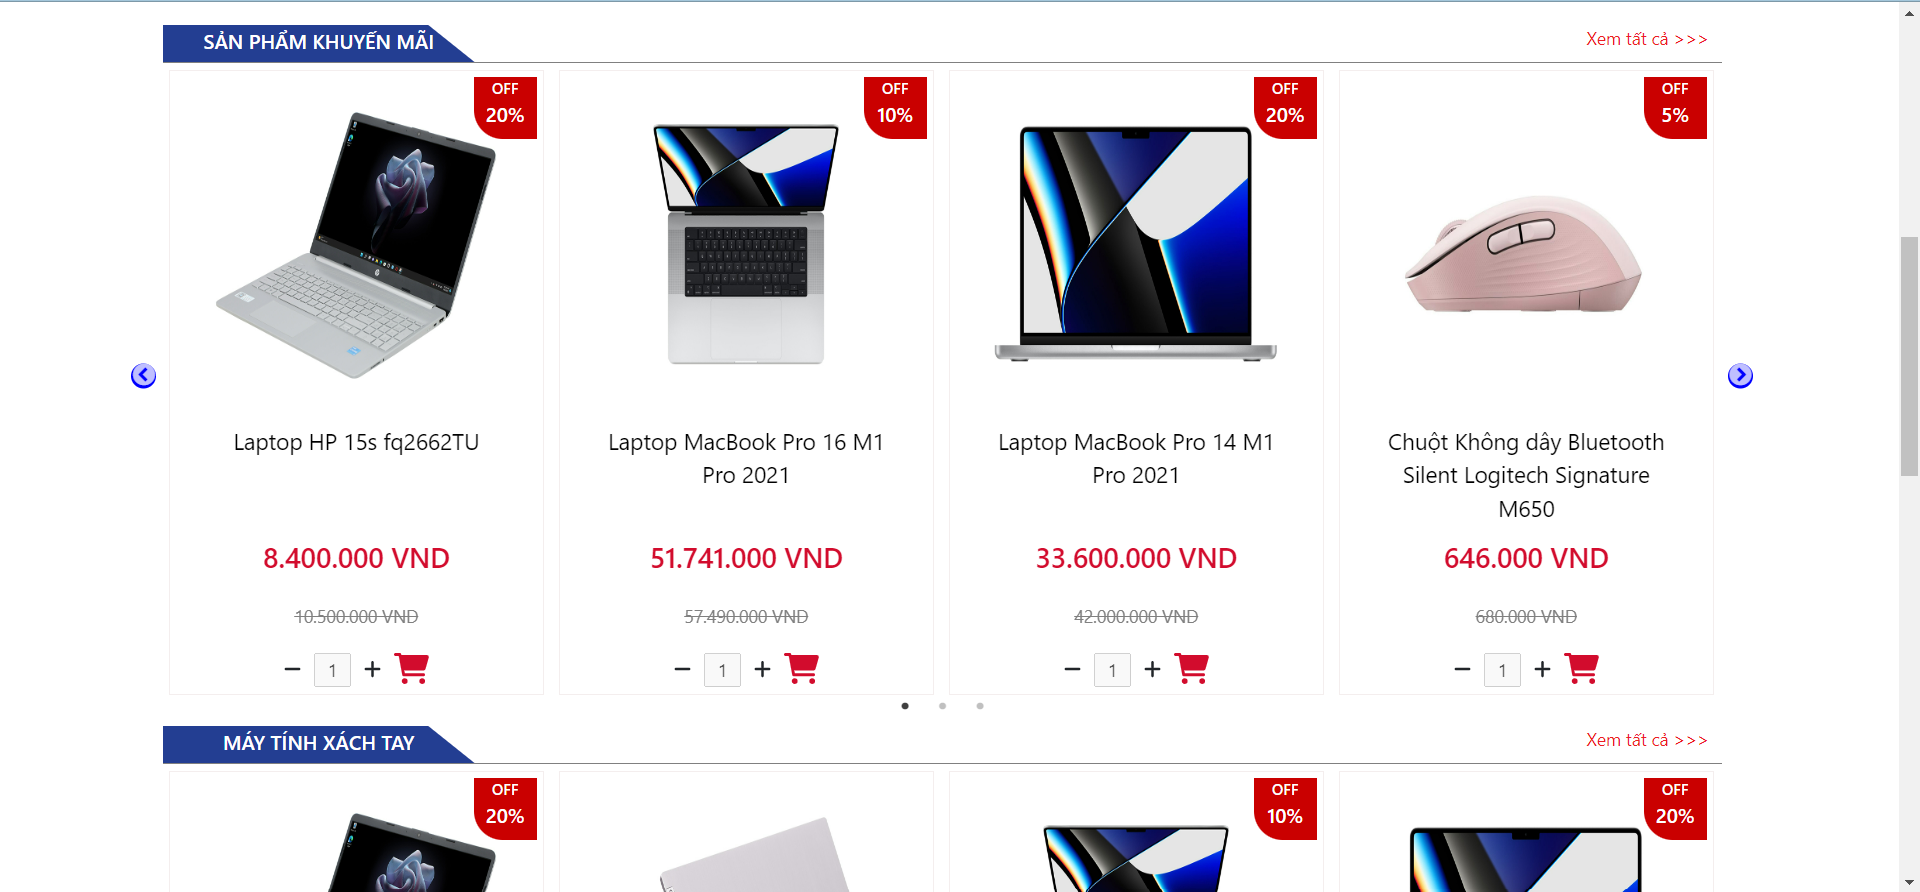 SẢN PHẨM KHUYẾN MÃI
Xem tất cả >>>
OFF
20%
OFF
10%
OFF
20%
OFF
5%
Laptop HP 15s fq2662TU
Laptop MacBook Pro 16 M1
Pro 2021
Laptop MacBook Pro 14 M1
Pro 2021
Chuột Không dây Bluetooth
Silent Logitech Signature
M650
8.400.000 VND
51.741.000 VND
33.600.000 VND
646.000 VND
10.500.000 VND
57.490.000 VND
42.000.000 VND
680.000 VND
− 1 +
− 1 +
− 1 +
− 1 +
MÁY TÍNH XÁCH TAY
Xem tất cả >>>
OFF
20%
OFF
10%
OFF
20%